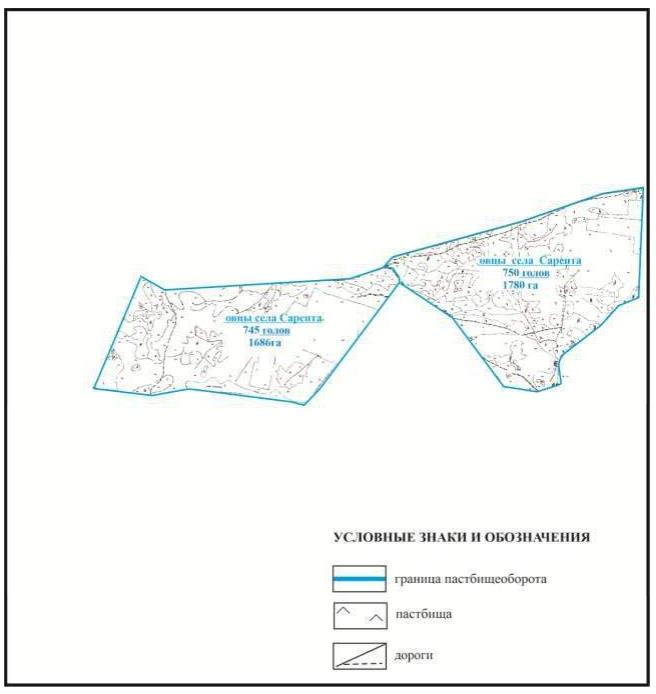 овцы села Сарепта
750 голов
1780 га
овцы села Сарепта
745 голов
1686га
УСЛОВНЫЕ ЗНАКИ И ОБОЗНАЧЕНИЯ
граница пастбищеоборота
пастбища
дороги